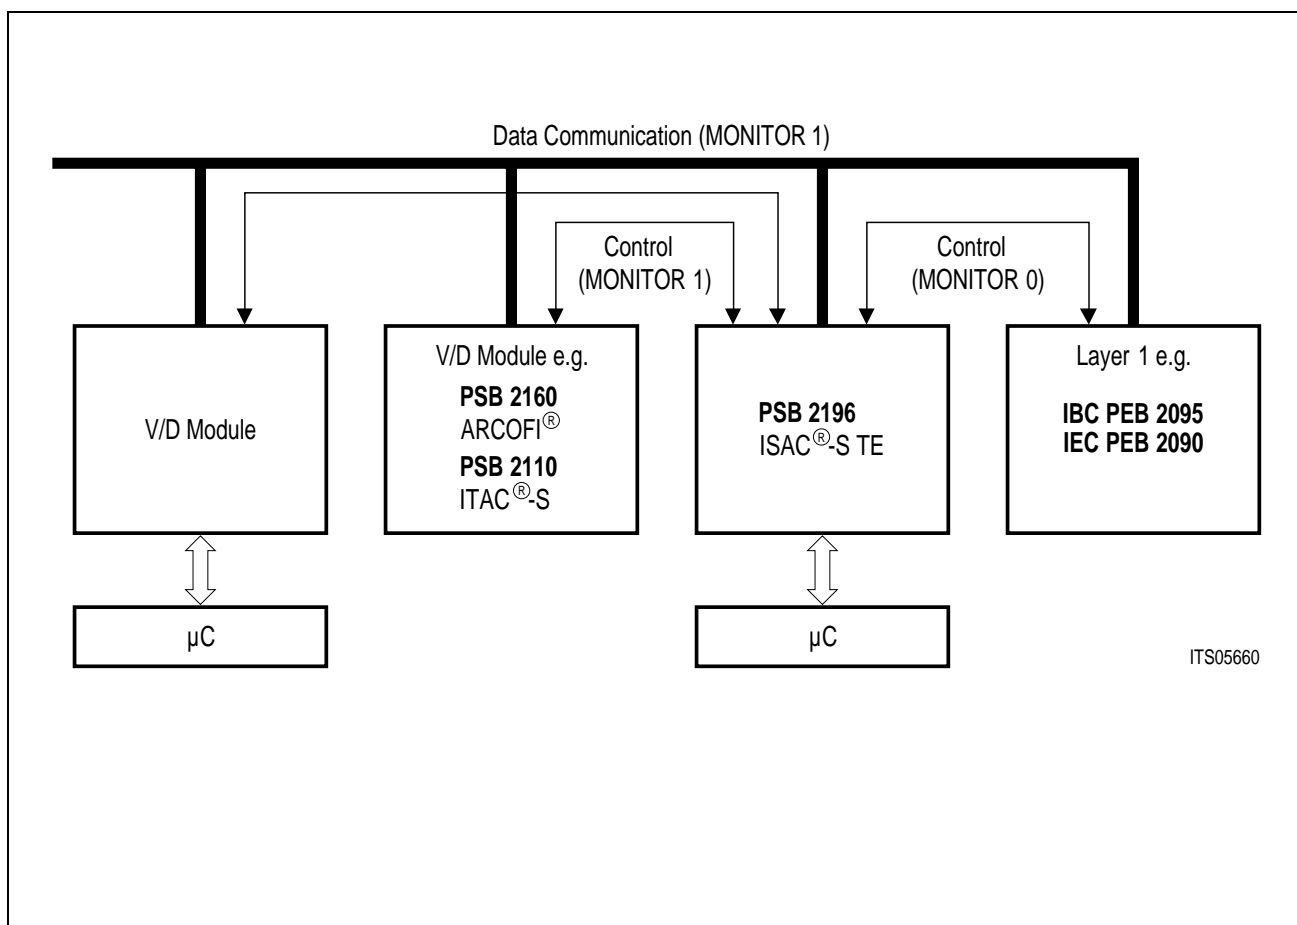 Data Communication (MONITOR 1)
Control
(MONITOR 1)
Control
(MONITOR 0)
V/D Module
V/D Module e.g.
PSB 2160
ARCOFI®
PSB 2110
ITAC®-S
PSB 2196
ISAC®-S TE
Layer 1 e.g.
IBC PEB 2095
IEC PEB 2090
µC
µC
ITS05660